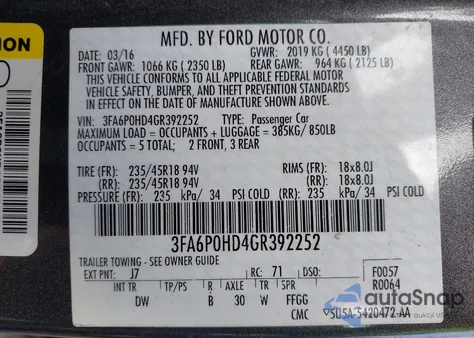 MFD. BY FORD MOTOR CO.
DATE: 03/16 GVWR: 2019 KG ( 4450 LB)
FRONT GAWR: 1066 KG ( 2350 LB) REAR GAWR: 964 KG ( 2125 LB)
THIS VEHICLE CONFORMS TO ALL APPLICABLE FEDERAL MOTOR
VEHICLE SAFETY, BUMPER, AND THEFT PREVENTION STANDARDS
IN EFFECT ON THE DATE OF MANUFACTURE SHOWN ABOVE.
VIN: 3FA6P0HD4GR392252 TYPE: Passenger Car
MAXIMUM LOAD = OCCUPANTS + LUGGAGE = 385KG/ 850LB
OCCUPANTS = 5 TOTAL; 2 FRONT, 3 REAR
TIRE (FR): 235/45R18 94V RIMS (FR): 18x8.0J
(RR): 235/45R18 94V (RR): 18x8.0J
PRESSURE (FR): 235 kPa/ 34 PSI COLD (RR): 235 kPa/ 34 PSI COLD
3FA6P0HD4GR392252
TRAILER TOWING - SEE OWNER GUIDE
EXT PNT: J7 RC: 71 DSO: F0057
R0064
INT TR TP/PS R AXLE TR SPR
DW B 30 W FFGG
CMC 5U5A-5420472-AA
NION
autoSnap